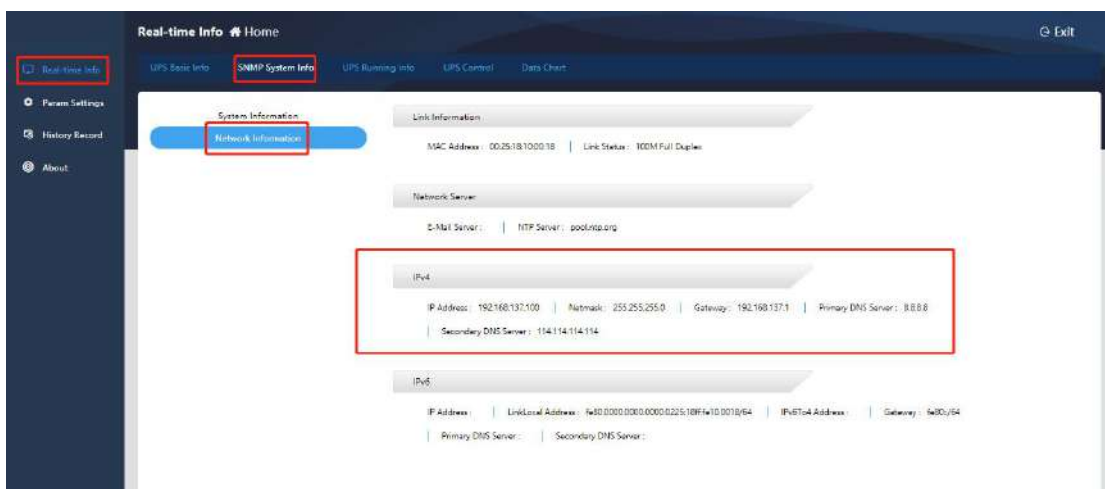 Real-time Info Home
Exit
Real-time Info
Param Settings
History Record
About
UPS Basic Info SNMP System Info UPS Running Info UPS Control Data Chart
System Information
Network Information
Link Information
MAC Address : 00:25:18:10:00:18 | Link Status : 100M Full Duplex
Network Server
E-Mail Server : | NTP Server : pool.ntp.org
IPv4
IP Address : 192.168.137.100 | Netmask : 255.255.255.0 | Gateway : 192.168.137.1 | Primary DNS Server : 8.8.8.8
| Secondary DNS Server : 114.114.114.114
IPv6
IP Address : | LinkLocal Address : fe80:0000:0000:0000:0225:18ff:fe10:0018/64 | IPv6To4 Address : | Gateway : fe80::/64
| Primary DNS Server : | Secondary DNS Server :